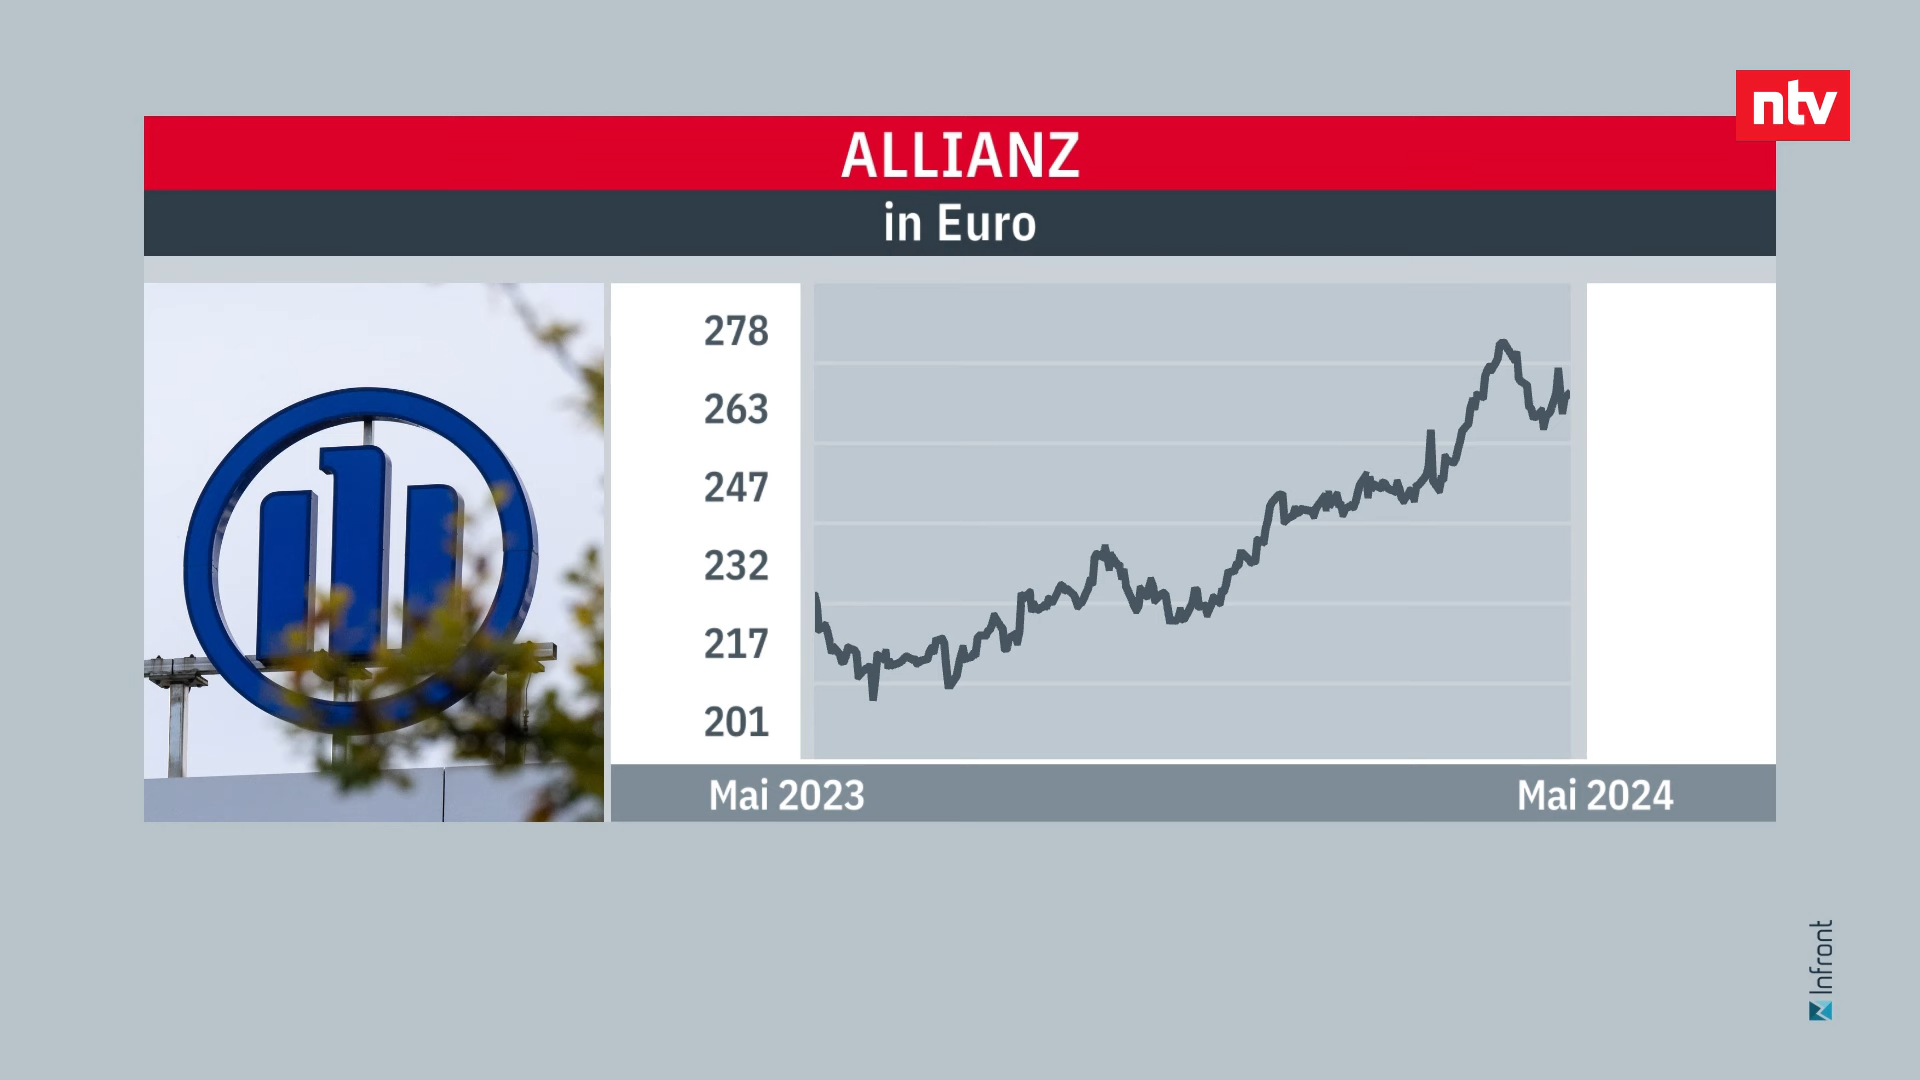 ntv
ALLIANZ
in Euro
278
263
247
232
217
201
Mai 2023 Mai 2024
Infront